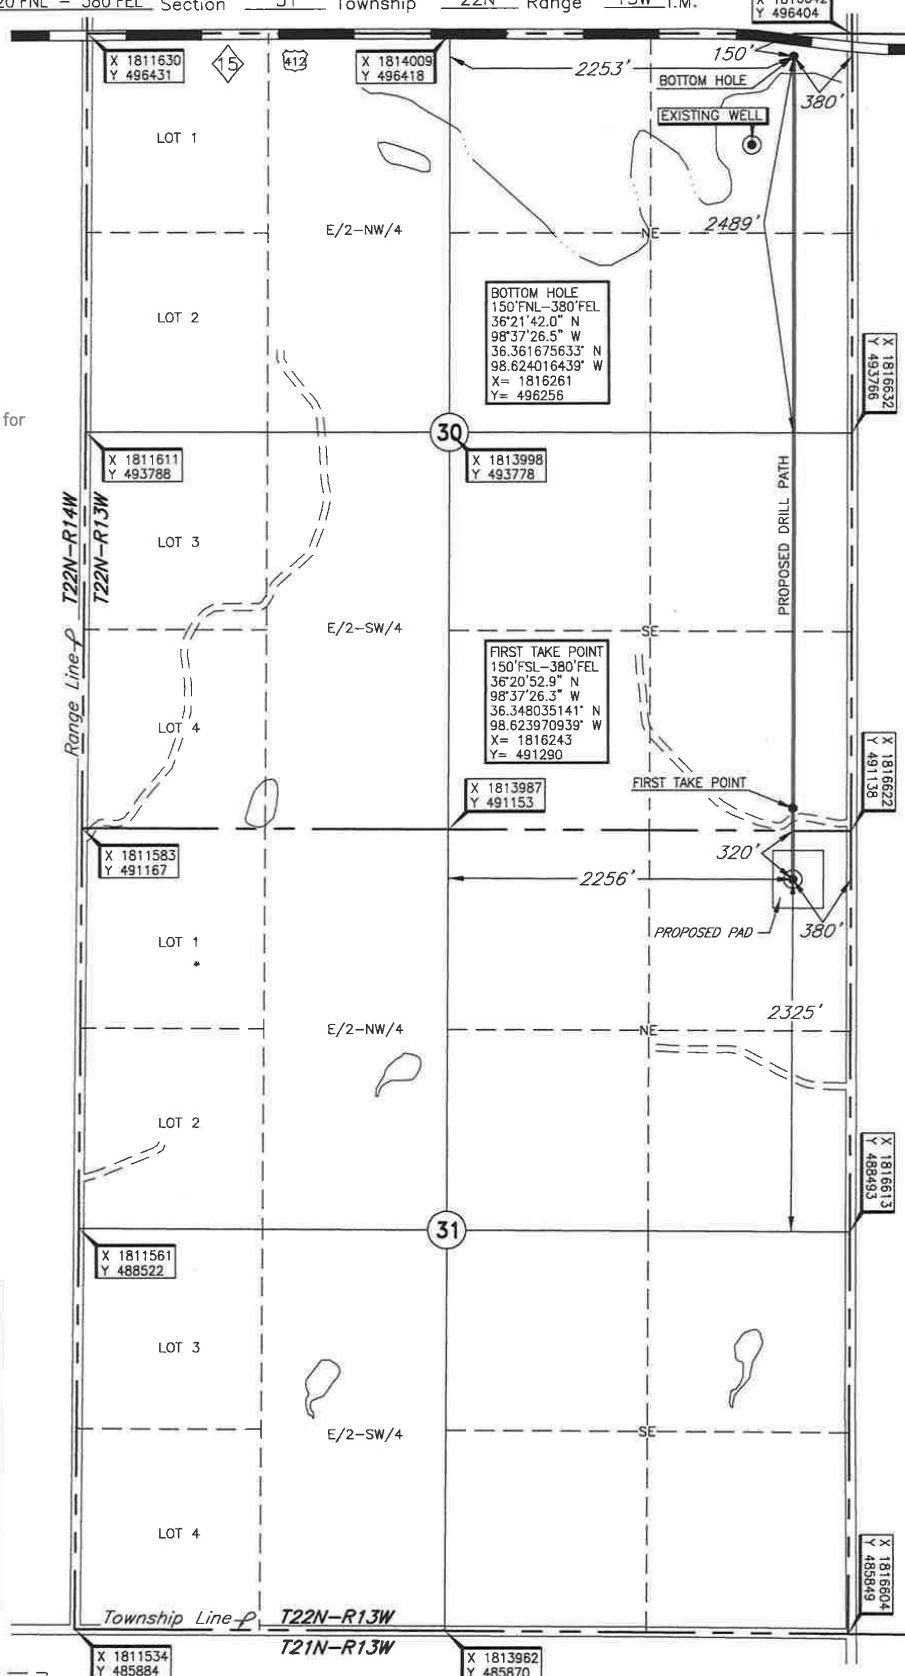 20 FNL - 380 FEL Section 31 Township 22N Range 13W I.M.
Y 496404
X 1811630
Y 496431
15
412
X 1814009
Y 496418
2253'
150'
BOTTOM HOLE
380'
EXISTING WELL
LOT 1
E/2-NW/4
NE
2489'
LOT 2
BOTTOM HOLE
150'FNL-380'FEL
36°21'42.0" N
98°37'26.5" W
36.361675633° N
98.624016439° W
X= 1816261
Y= 496256
X 1816632
Y 493766
for
30
X 1811611
Y 493788
X 1813998
Y 493778
T22N-R14W
T22N-R13W
PROPOSED DRILL PATH
LOT 3
E/2-SW/4
SE
Range Line
FIRST TAKE POINT
150'FSL-380'FEL
36°20'52.9" N
98°37'26.3" W
36.348035141° N
98.623970939° W
X= 1816243
Y= 491290
LOT 4
X 1816622
Y 491138
X 1813987
Y 491153
FIRST TAKE POINT
X 1811583
Y 491167
320'
2256'
PROPOSED PAD
380'
LOT 1
2325'
E/2-NW/4
NE
LOT 2
X 1816613
Y 488493
31
X 1811561
Y 488522
LOT 3
E/2-SW/4
SE
LOT 4
X 1816604
Y 485849
Township Line
T22N-R13W
T21N-R13W
X 1811534
Y 485884
X 1813962
Y 485870